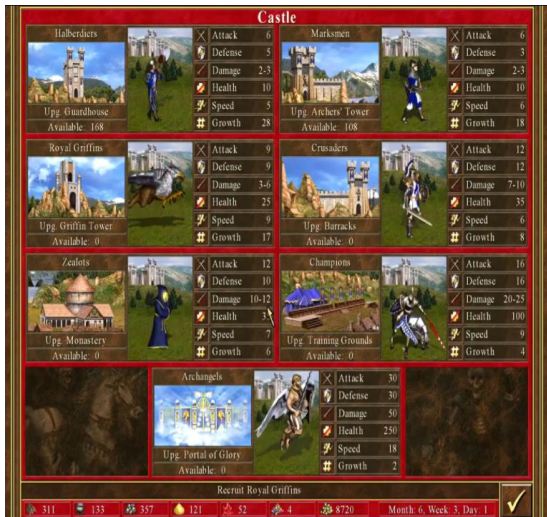 Castle
Halberdiers
Attack 6
Defense 5
Damage 2-3
Health 10
Speed 5
Growth 28
Upg. Guardhouse
Available: 168
Marksmen
Attack 6
Defense 3
Damage 2-3
Health 10
Speed 6
Growth 18
Upg. Archers' Tower
Available: 108
Royal Griffins
Attack 9
Defense 9
Damage 3-6
Health 25
Speed 9
Growth 17
Upg. Griffin Tower
Available: 0
Crusaders
Attack 12
Defense 12
Damage 7-10
Health 35
Speed 6
Growth 8
Upg. Barracks
Available: 0
Zealots
Attack 12
Defense 10
Damage 10-12
Health
Speed 7
Growth 6
Upg. Monastery
Available: 0
Champions
Attack 16
Defense 16
Damage 20-25
Health 100
Speed 9
Growth 4
Upg. Training Grounds
Available: 0
Archangels
Attack 30
Defense 30
Damage 50
Health 250
Speed 18
Growth 2
Upg. Portal of Glory
Available: 0
Recruit Royal Griffins
311 133 357 121 52 4 8720 Month: 6, Week: 3, Day: 1